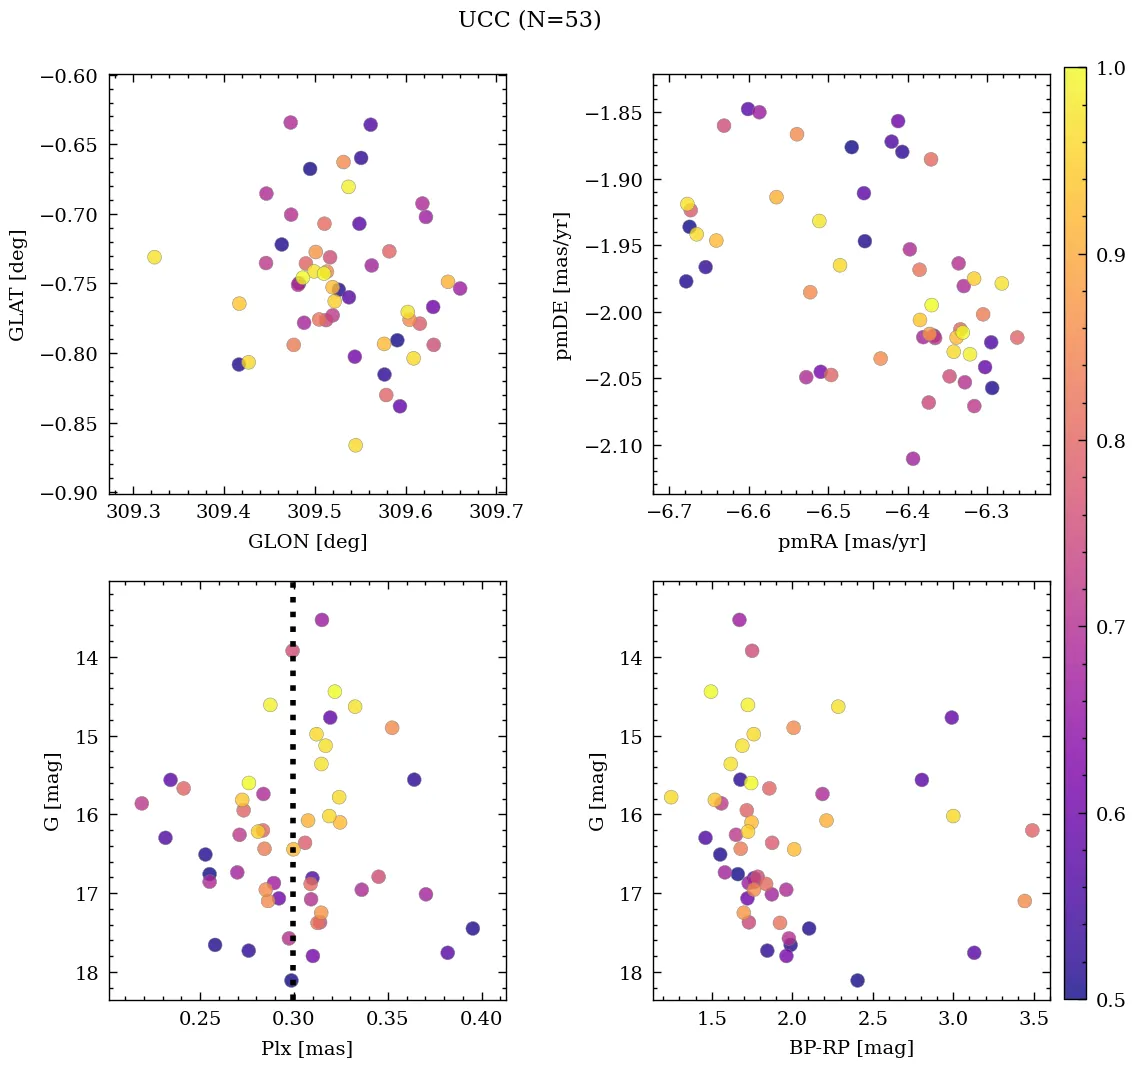 UCC (N=53)
−0.60
−0.65
−0.70
−0.75
−0.80
−0.85
−0.90
GLAT [deg]
309.3 309.4 309.5 309.6 309.7
GLON [deg]
−1.85
−1.90
−1.95
−2.00
−2.05
−2.10
pmDE [mas/yr]
−6.7 −6.6 −6.5 −6.4 −6.3
pmRA [mas/yr]
14
15
16
17
18
G [mag]
0.25 0.30 0.35 0.40
Plx [mas]
14
15
16
17
18
G [mag]
1.5 2.0 2.5 3.0 3.5
BP-RP [mag]
1.0
0.9
0.8
0.7
0.6
0.5